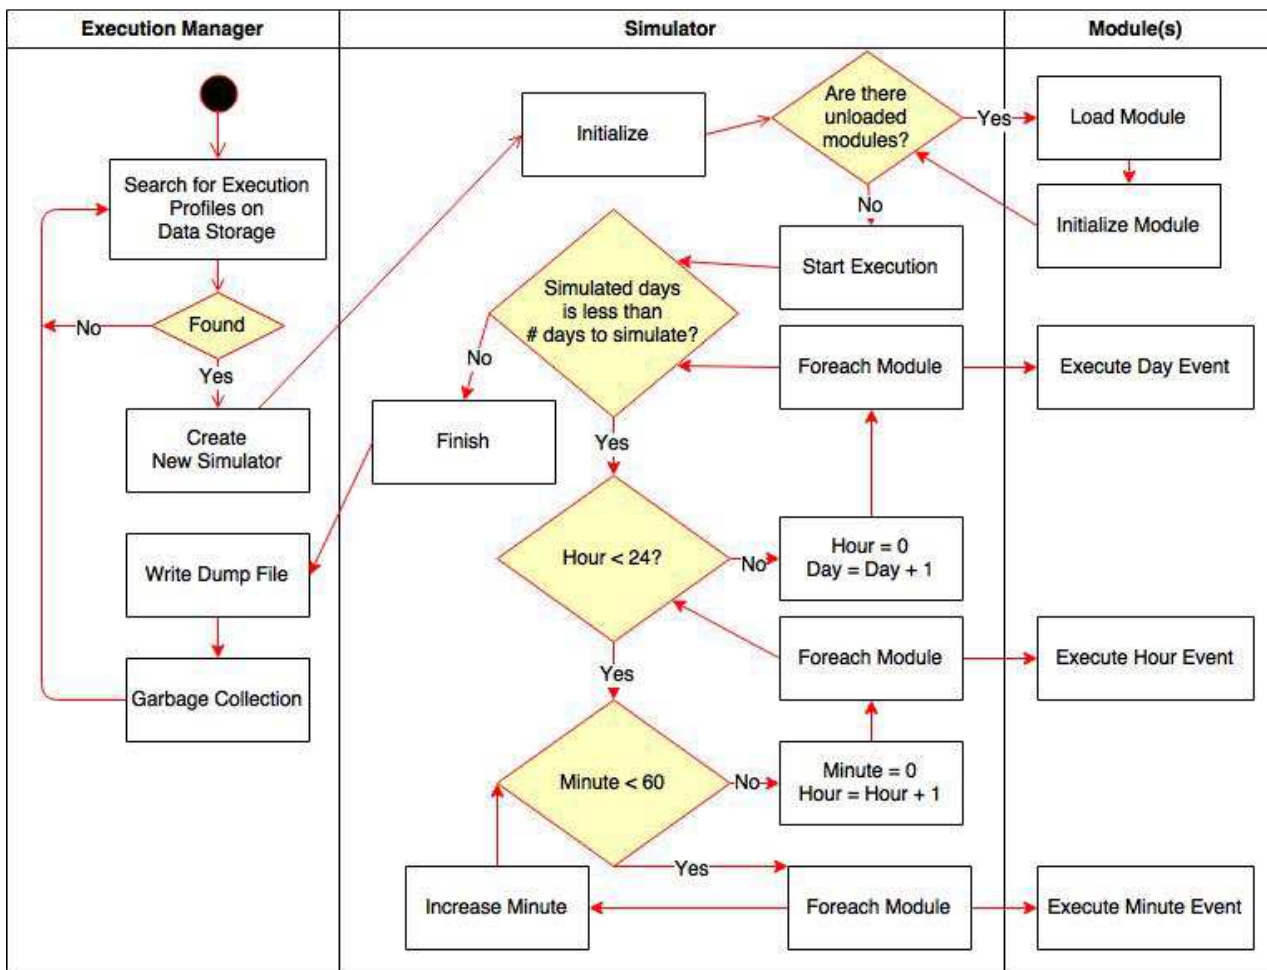 Execution Manager
Simulator
Module(s)
Search for Execution
Profiles on
Data Storage
Found
No
Yes
Create
New Simulator
Write Dump File
Garbage Collection
Initialize
Are there
unloaded
modules?
Yes
No
Start Execution
Simulated days
is less than
# days to simulate?
No
Yes
Finish
Foreach Module
Hour < 24?
No
Hour = 0
Day = Day + 1
Yes
Foreach Module
Minute < 60
No
Minute = 0
Hour = Hour + 1
Yes
Increase Minute
Foreach Module
Load Module
Initialize Module
Execute Day Event
Execute Hour Event
Execute Minute Event